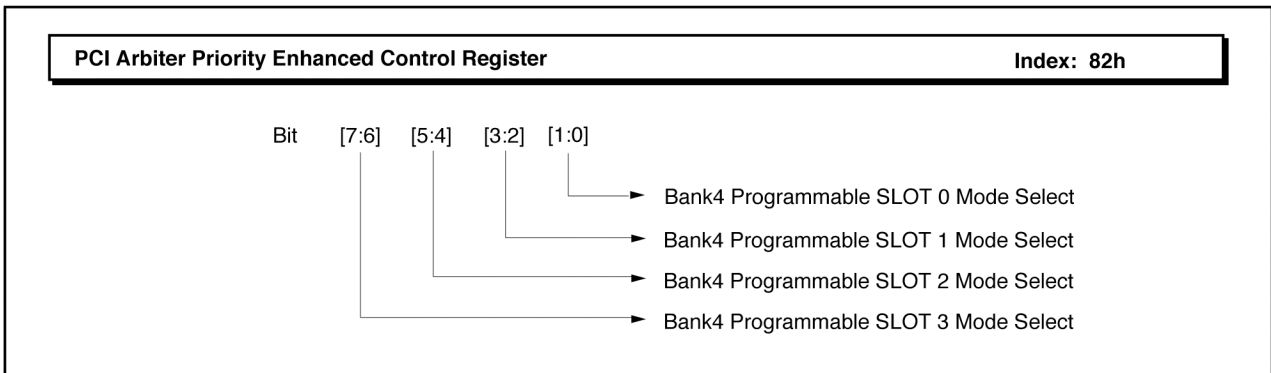 PCI Arbiter Priority Enhanced Control Register Index: 82h
Bit [7:6] [5:4] [3:2] [1:0]
Bank4 Programmable SLOT 0 Mode Select
Bank4 Programmable SLOT 1 Mode Select
Bank4 Programmable SLOT 2 Mode Select
Bank4 Programmable SLOT 3 Mode Select